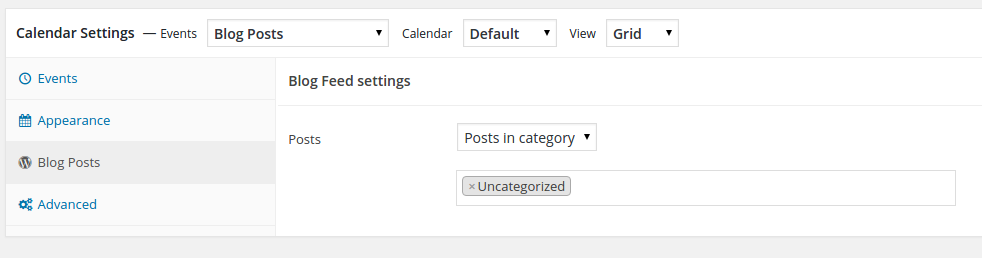 Calendar Settings — Events Blog Posts Calendar Default View Grid
Events
Blog Feed settings
Appearance
Posts Posts in category
Blog Posts
× Uncategorized
Advanced